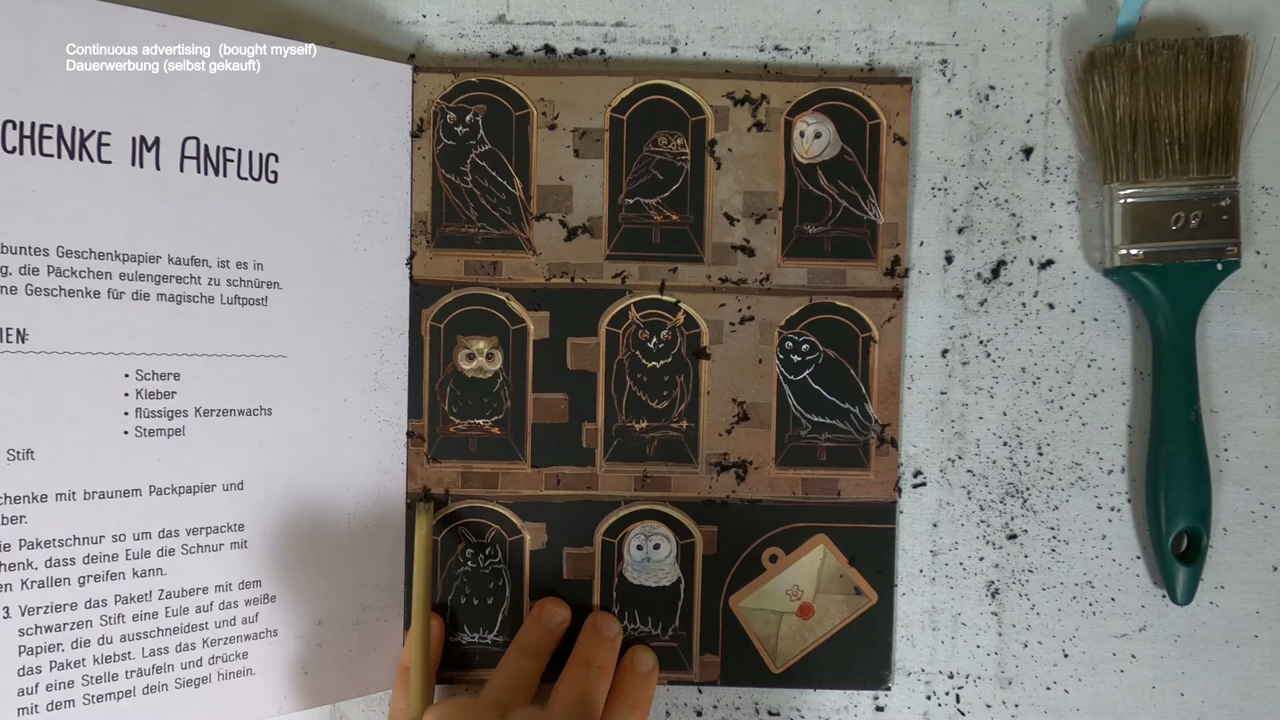 Continuous advertising (bought myself)
Dauerwerbung (selbst gekauft)
CHENKE IM ANFLUG
buntes Geschenkpapier kaufen, ist es in
g, die Päckchen eulengerecht zu schnüren.
ne Geschenke für die magische Luftpost!
IEN:
• Schere
• Kleber
• flüssiges Kerzenwachs
• Stempel
Stift
chenke mit braunem Packpapier und
ber.
ie Paketschnur so um das verpackte
henk, dass deine Eule die Schnur mit
en Krallen greifen kann.
3. Verziere das Paket! Zaubere mit dem
schwarzen Stift eine Eule auf das weiße
Papier, die du ausschneidest und auf
das Paket klebst. Lass das Kerzenwachs
auf eine Stelle träufeln und drücke
mit dem Stempel dein Siegel hinein.
50